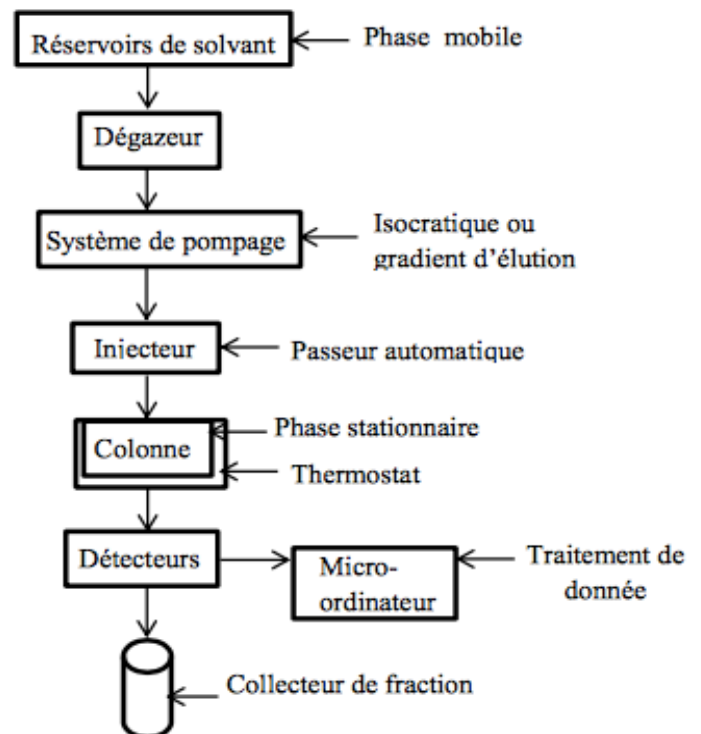 Réservoirs de solvant
Phase mobile
Dégazeur
Système de pompage
Isocratique ou
gradient d'élution
Injecteur
Passeur automatique
Colonne
Phase stationnaire
Thermostat
Détecteurs
Micro-
ordinateur
Traitement de
donnée
Collecteur de fraction